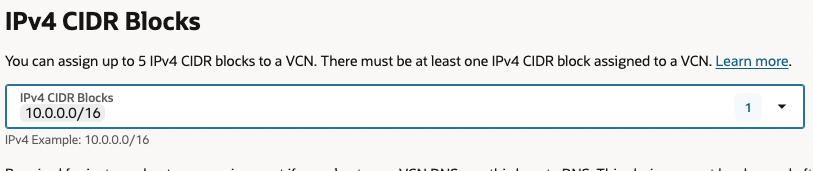 IPv4 CIDR Blocks
You can assign up to 5 IPv4 CIDR blocks to a VCN. There must be at least one IPv4 CIDR block assigned to a VCN. Learn more.
IPv4 CIDR Blocks
10.0.0.0/16
1
IPv4 Example: 10.0.0.0/16